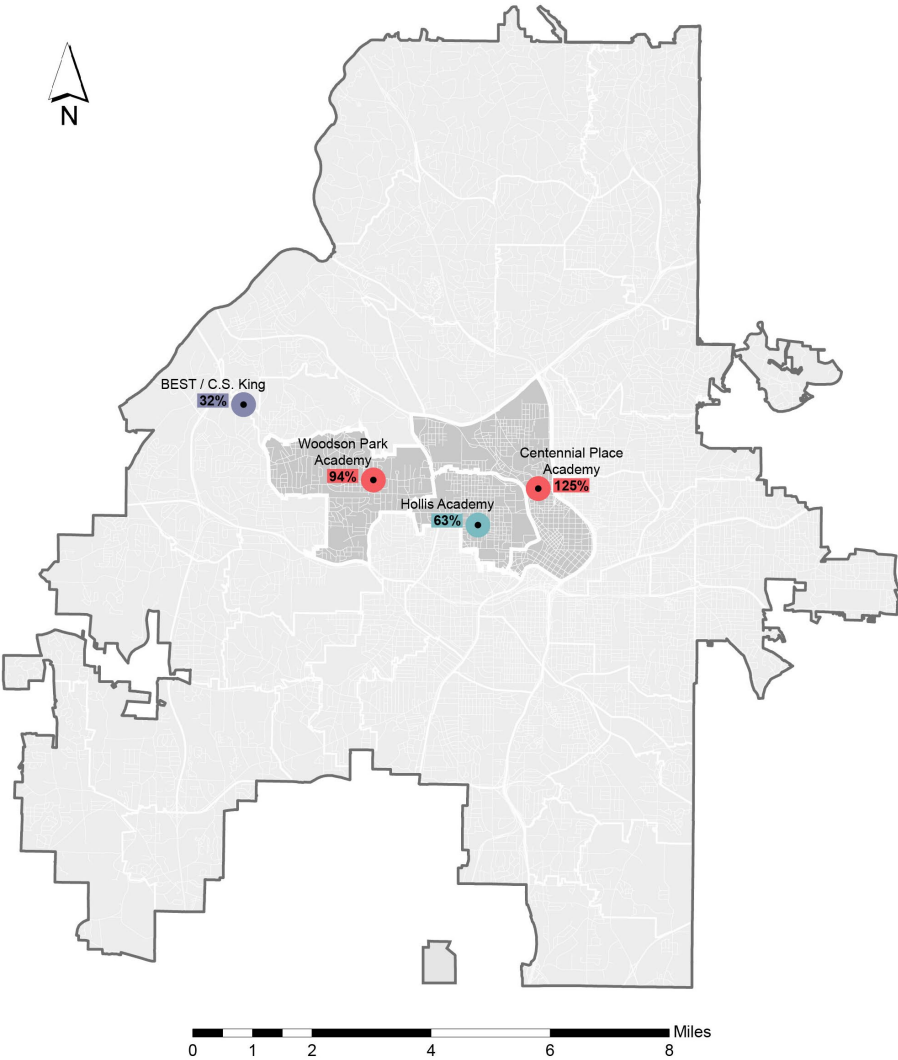 N
BEST / C.S. King
32%
Woodson Park
Academy
94%
Centennial Place
Academy
125%
Hollis Academy
63%
Miles
0 1 2 4 6 8